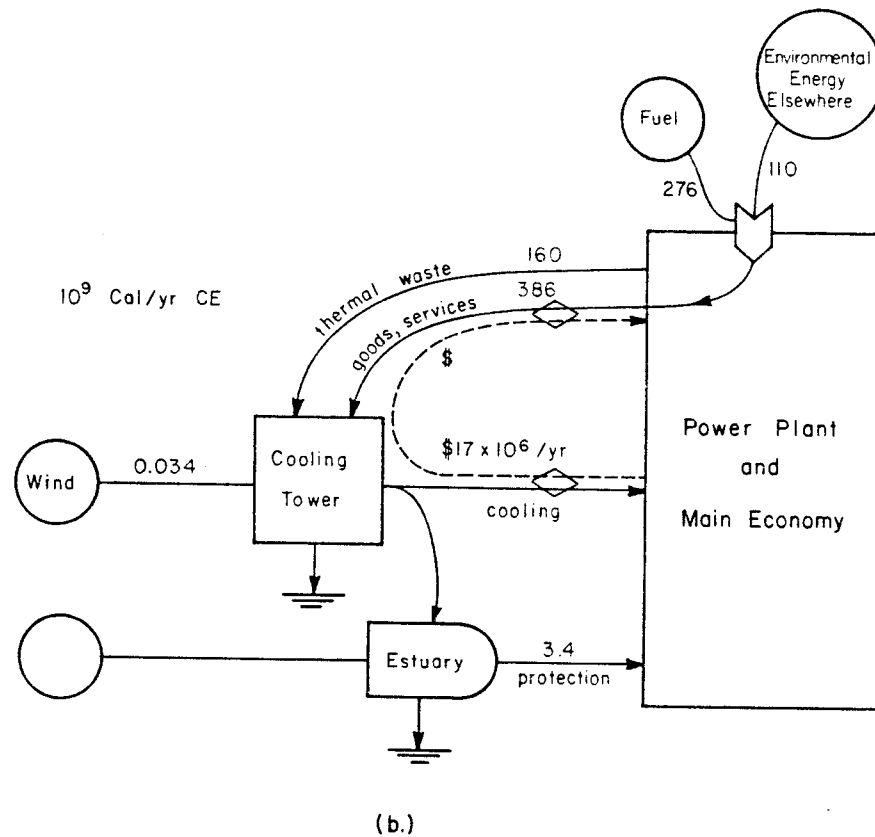 Environmental
Energy
Elsewhere
Fuel
110
276
160
thermal waste
386
goods, services
10⁹ Cal/yr CE
$
$17 x 10⁶ /yr
Power Plant
and
Main Economy
Wind
0.034
Cooling
Tower
cooling
Estuary
3.4
protection
(b.)